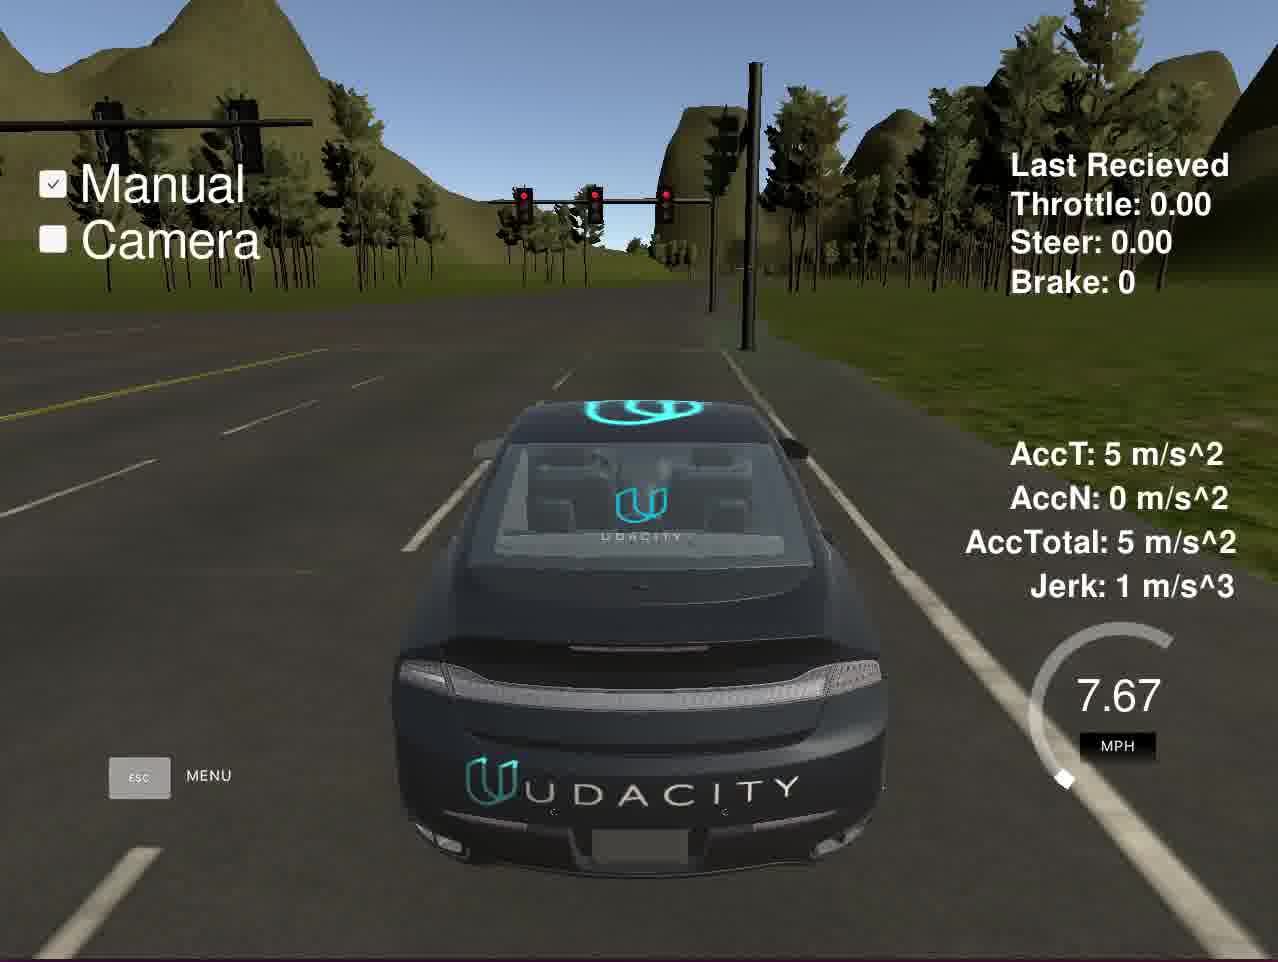 Manual
Camera
Last Recieved
Throttle: 0.00
Steer: 0.00
Brake: 0
AccT: 5 m/s^2
AccN: 0 m/s^2
AccTotal: 5 m/s^2
Jerk: 1 m/s^3
UDACITY
7.67
MPH
ESC MENU
UDACITY